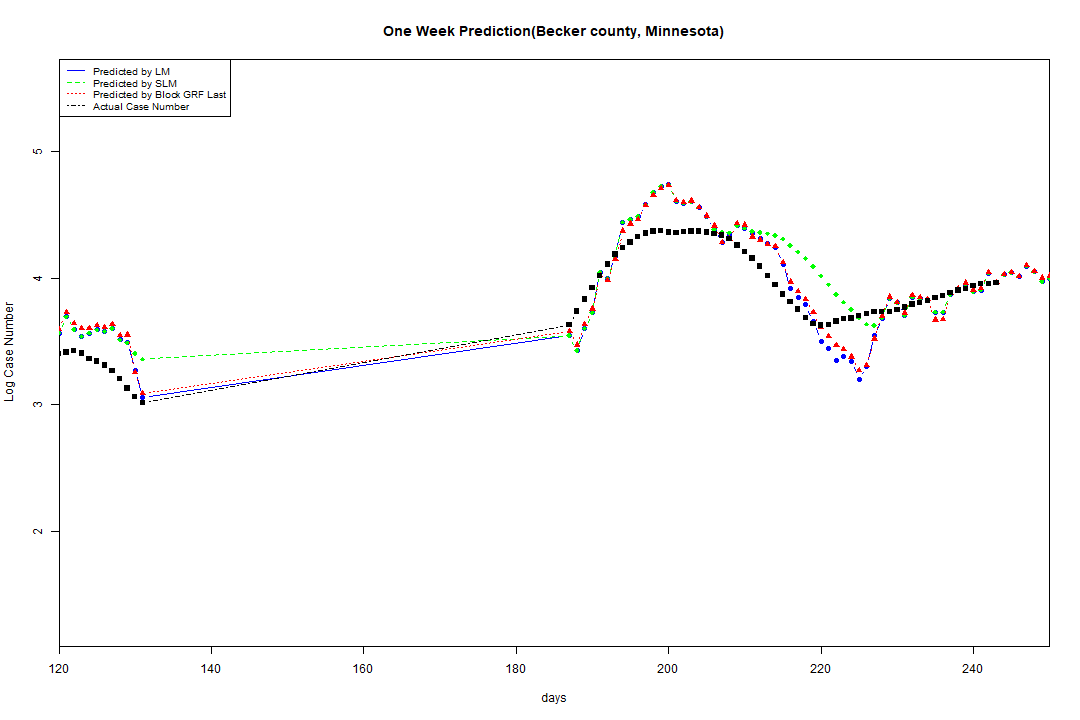 One Week Prediction(Becker county, Minnesota)
Predicted by LM
Predicted by SLM
Predicted by Block GRF Last
Actual Case Number
Log Case Number
5
4
3
2
120 140 160 180 200 220 240
days